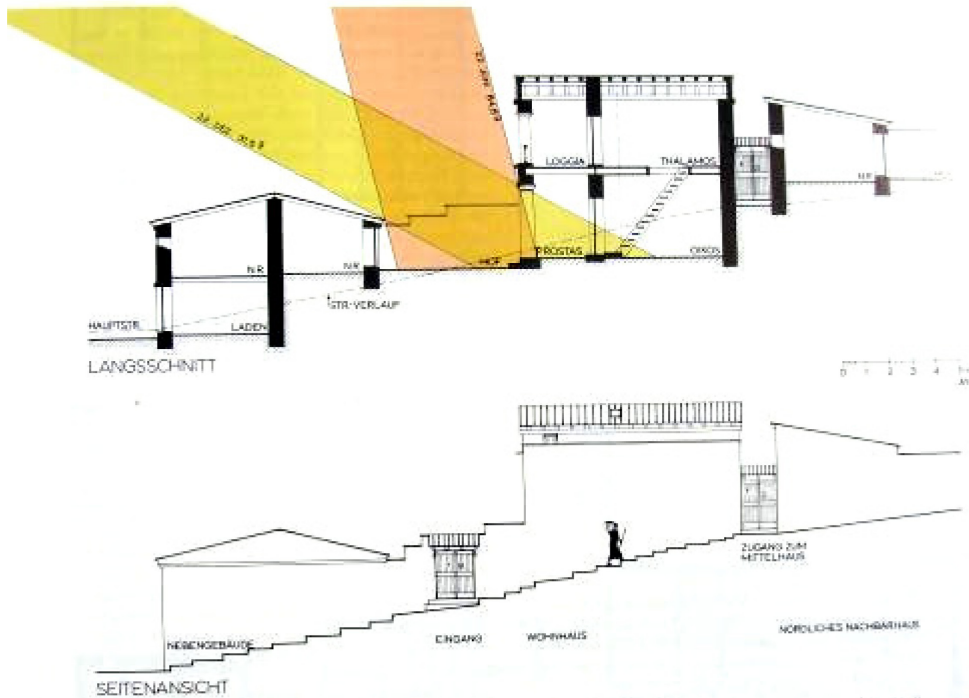 LOGGIA
THALAMOS
N.R.
N.R.
N.R.
HOF
PROSTAS
OIKOS
STR.-VERLAUF
HAUPTSTR.
LADEN
LANGSSCHNITT
0 1 2 3 4 5
ZUGANG ZUM
MITTELHAUS
NEBENGEBÄUDE
EINGANG
WOHNHAUS
NÖRDLICHES NACHBARHAUS
SEITENANSICHT